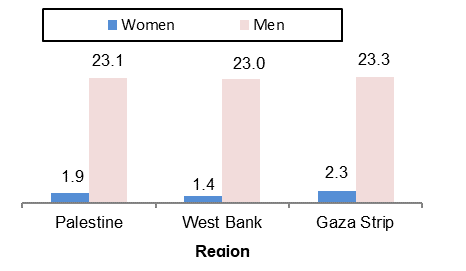 Women Men
23.1 23.0 23.3
1.9 1.4 2.3
Palestine West Bank Gaza Strip
Region